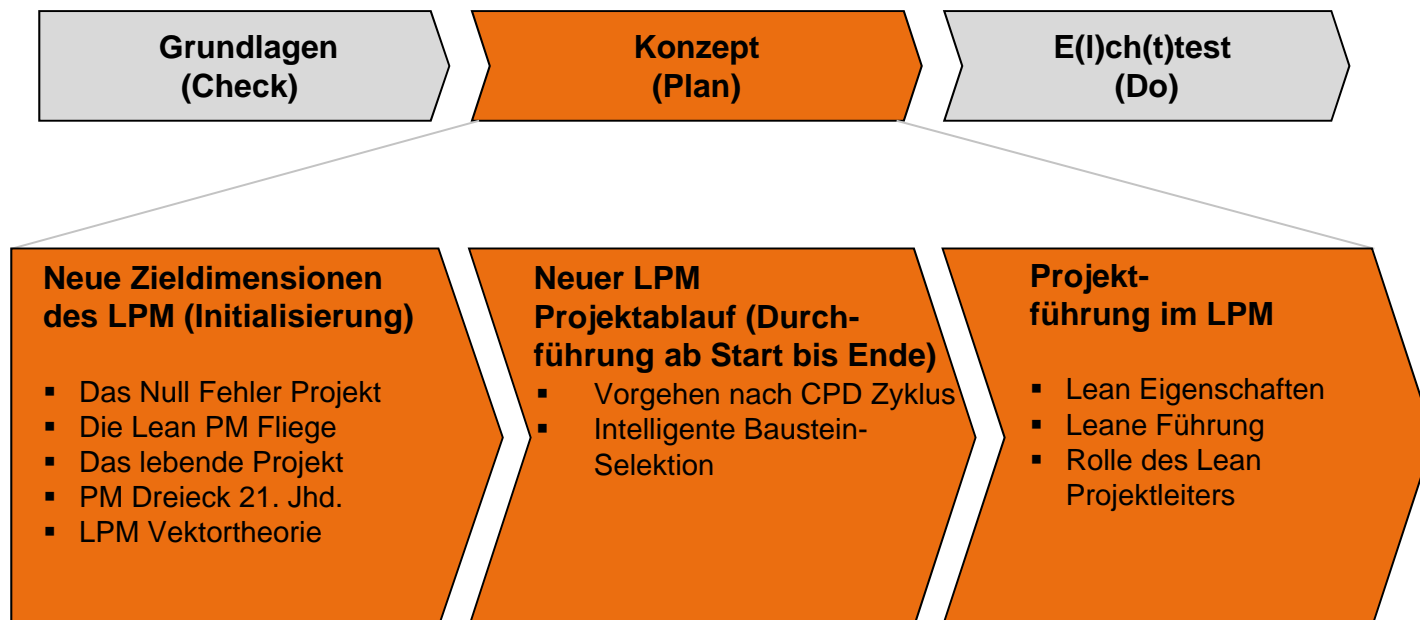 Grundlagen
(Check)
Konzept
(Plan)
E(l)ch(t)test
(Do)
Neue Zieldimensionen
des LPM (Initialisierung)
▪ Das Null Fehler Projekt
▪ Die Lean PM Fliege
▪ Das lebende Projekt
▪ PM Dreieck 21. Jhd.
▪ LPM Vektortheorie
Neuer LPM
Projektablauf (Durch-
führung ab Start bis Ende)
▪ Vorgehen nach CPD Zyklus
▪ Intelligente Baustein-
Selektion
Projekt-
führung im LPM
▪ Lean Eigenschaften
▪ Leane Führung
▪ Rolle des Lean
Projektleiters